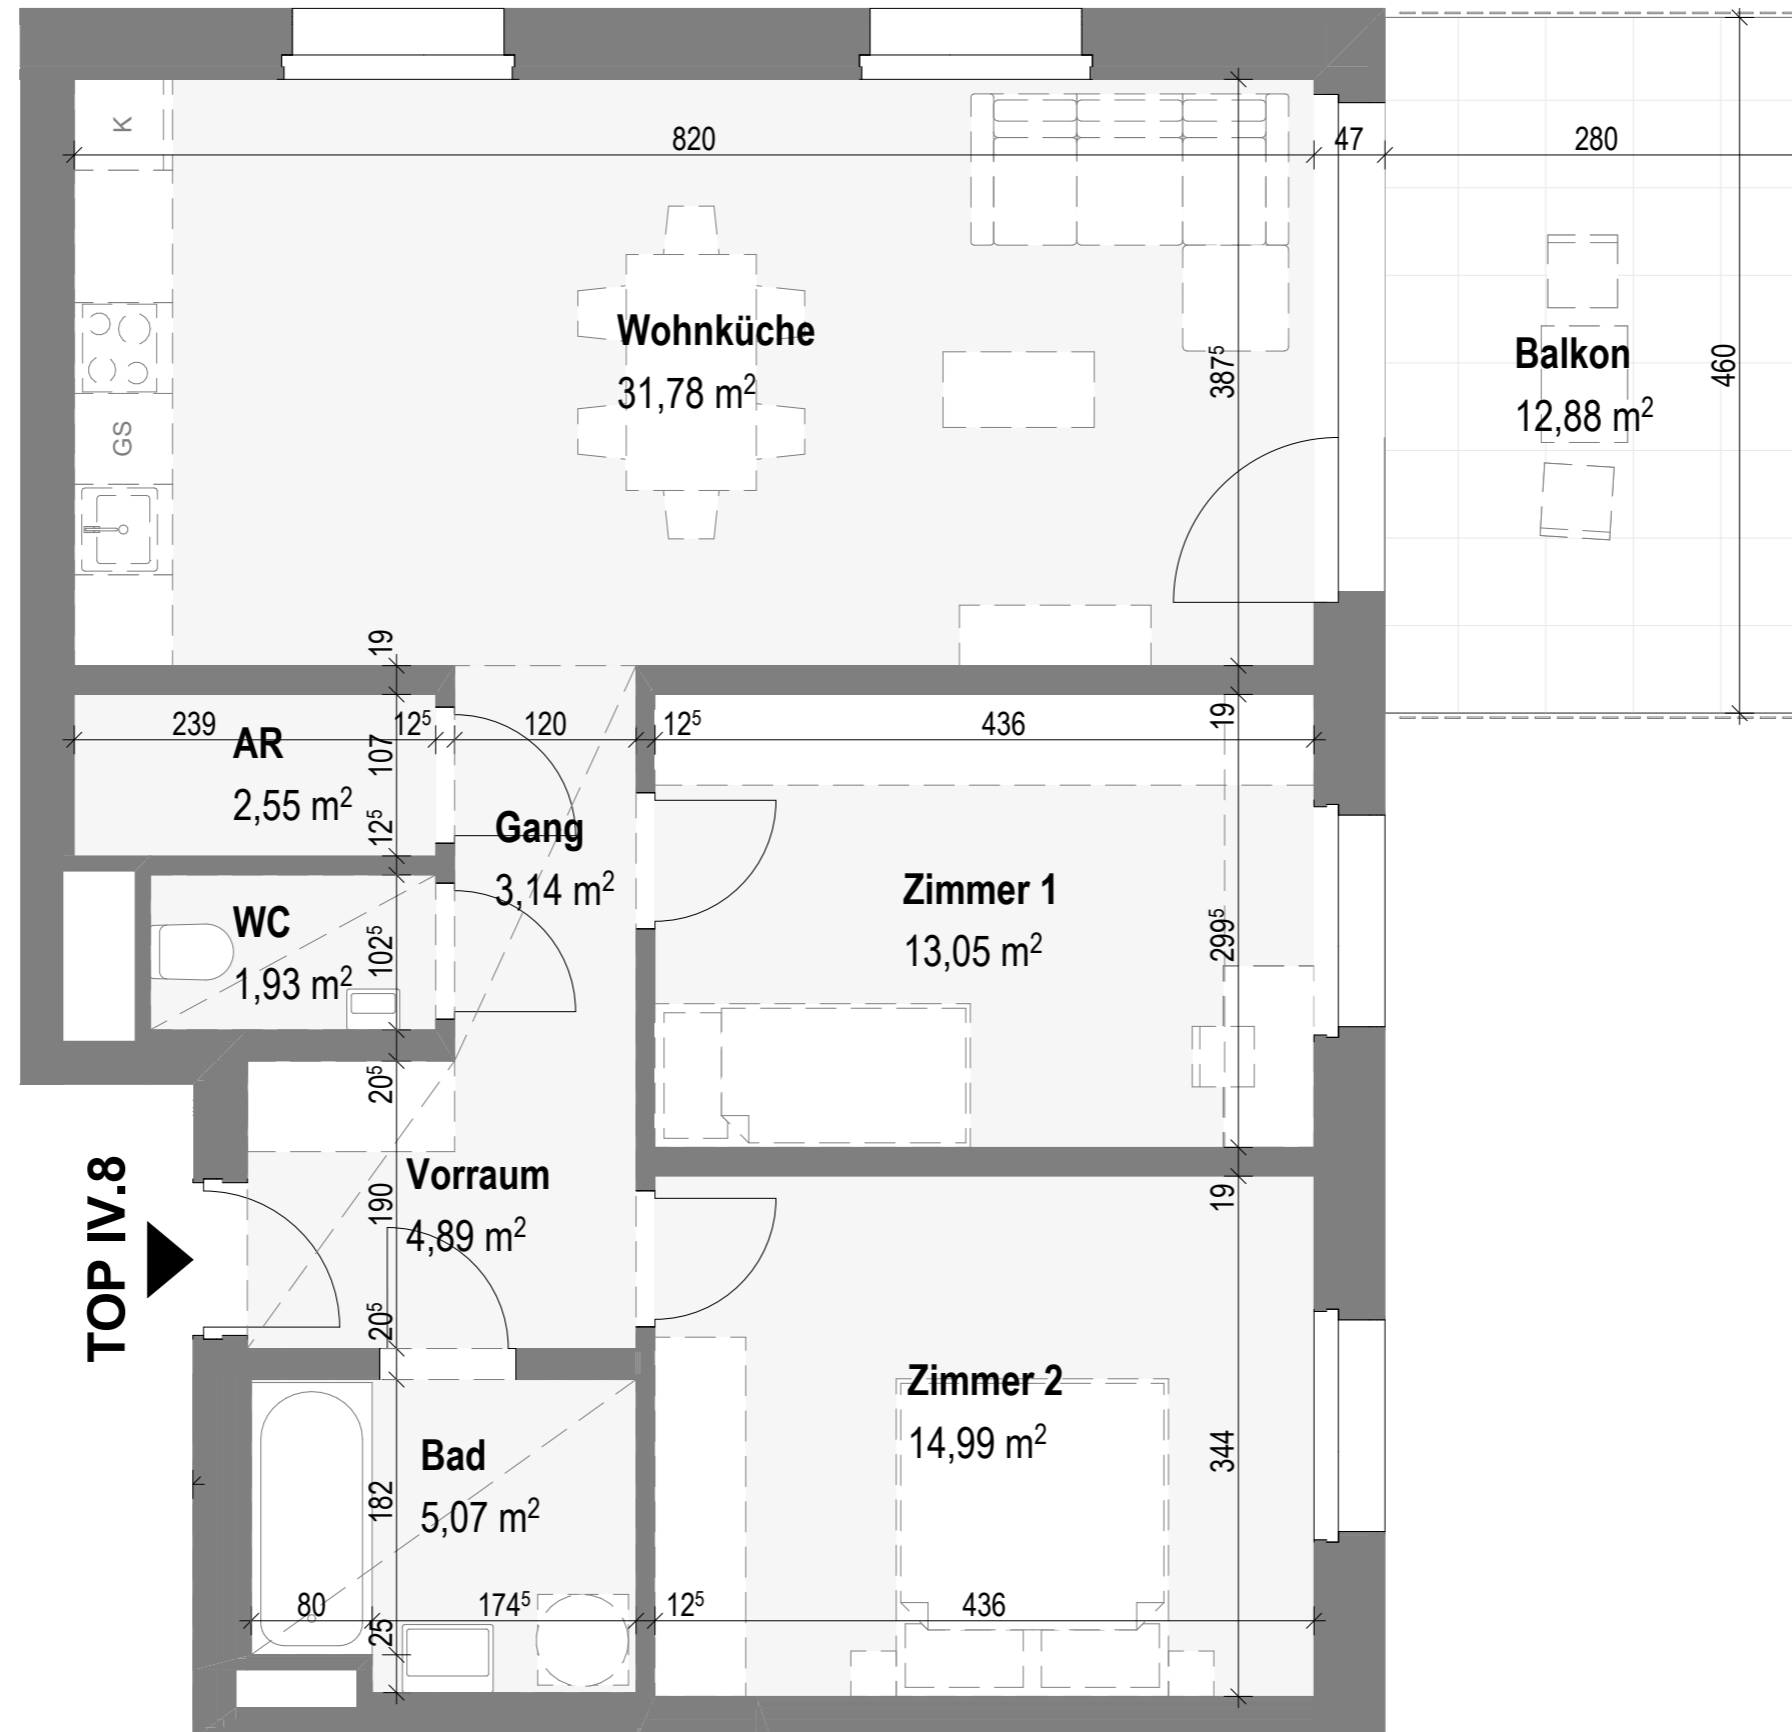 K
820
47
280
Wohnküche
31,78 m²
387⁵
Balkon
12,88 m²
460
GS
19
239
12⁵
120
12⁵
436
19
AR
2,55 m²
107
12⁵
Gang
3,14 m²
Zimmer 1
13,05 m²
299⁵
WC
1,93 m²
102⁵
20⁵
TOP IV.8
Vorraum
4,89 m²
190
20⁵
19
Zimmer 2
14,99 m²
344
Bad
5,07 m²
182
80
174⁵
12⁵
436
25